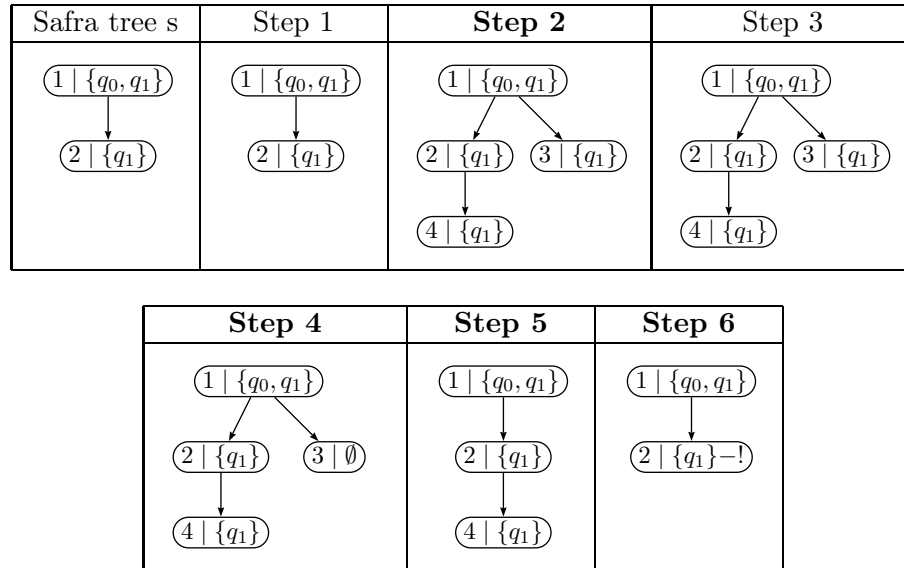 Safra tree s Step 1 Step 2 Step 3
1 | {q₀, q₁} 1 | {q₀, q₁} 1 | {q₀, q₁} 1 | {q₀, q₁}
2 | {q₁} 2 | {q₁} 2 | {q₁} 3 | {q₁} 2 | {q₁} 3 | {q₁}
4 | {q₁} 4 | {q₁}
Step 4 Step 5 Step 6
1 | {q₀, q₁} 1 | {q₀, q₁} 1 | {q₀, q₁}
2 | {q₁} 3 | ∅ 2 | {q₁} 2 | {q₁}−!
4 | {q₁} 4 | {q₁}